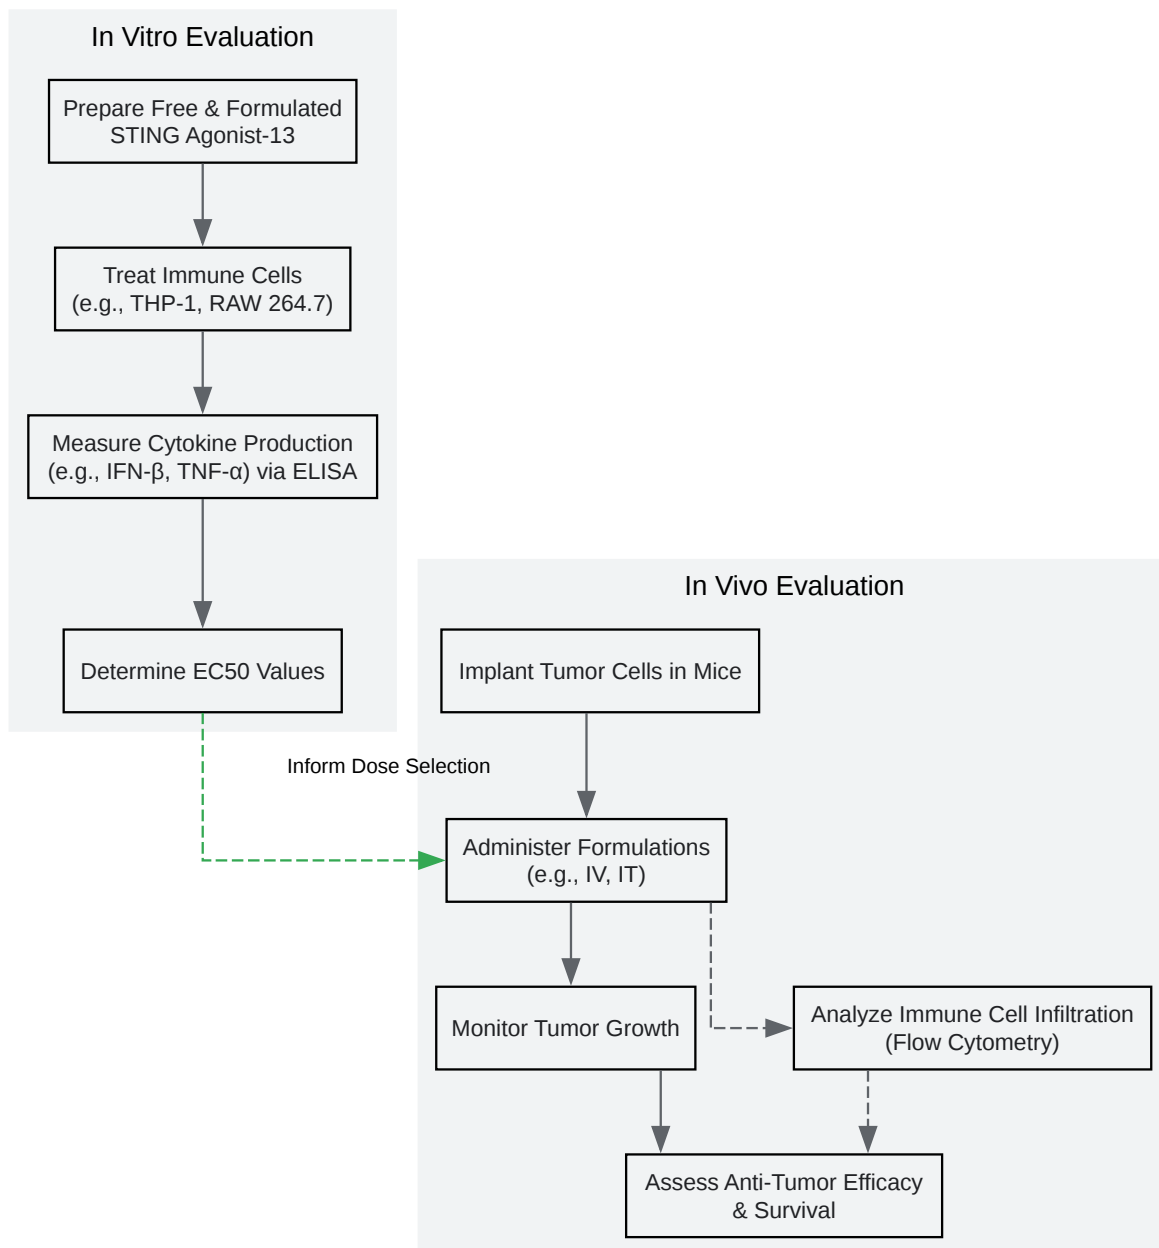 In Vitro Evaluation
Prepare Free & Formulated
STING Agonist-13
Treat Immune Cells
(e.g., THP-1, RAW 264.7)
Measure Cytokine Production
(e.g., IFN-β, TNF-α) via ELISA
Determine EC50 Values
Inform Dose Selection
In Vivo Evaluation
Implant Tumor Cells in Mice
Administer Formulations
(e.g., IV, IT)
Monitor Tumor Growth
Analyze Immune Cell Infiltration
(Flow Cytometry)
Assess Anti-Tumor Efficacy
& Survival